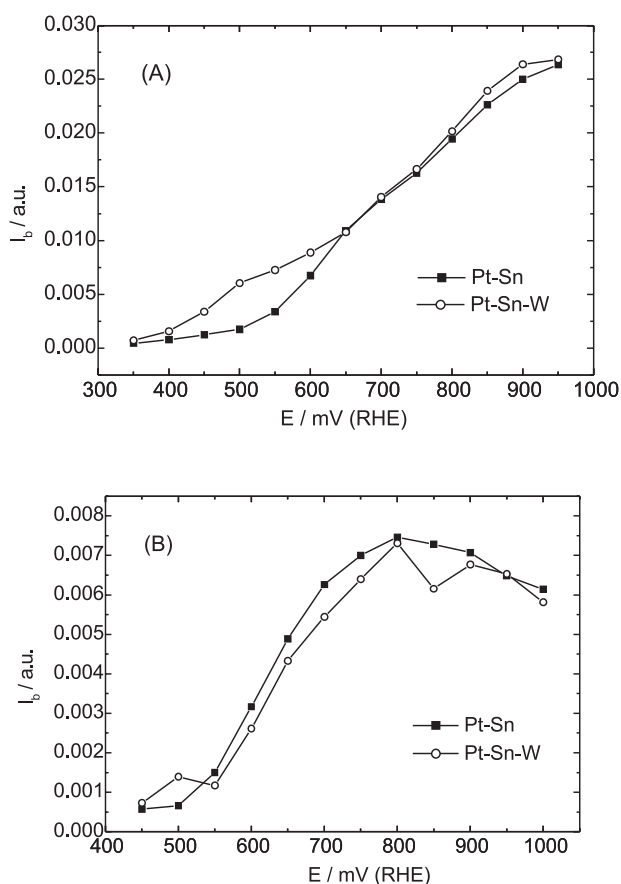 (A)
0.030
0.025
0.020
0.015
0.010
0.005
0.000
I_b / a.u.
Pt-Sn
Pt-Sn-W
300 400 500 600 700 800 900 1000
E / mV (RHE)
(B)
0.008
0.007
0.006
0.005
0.004
0.003
0.002
0.001
0.000
I_b / a.u.
Pt-Sn
Pt-Sn-W
400 500 600 700 800 900 1000
E / mV (RHE)